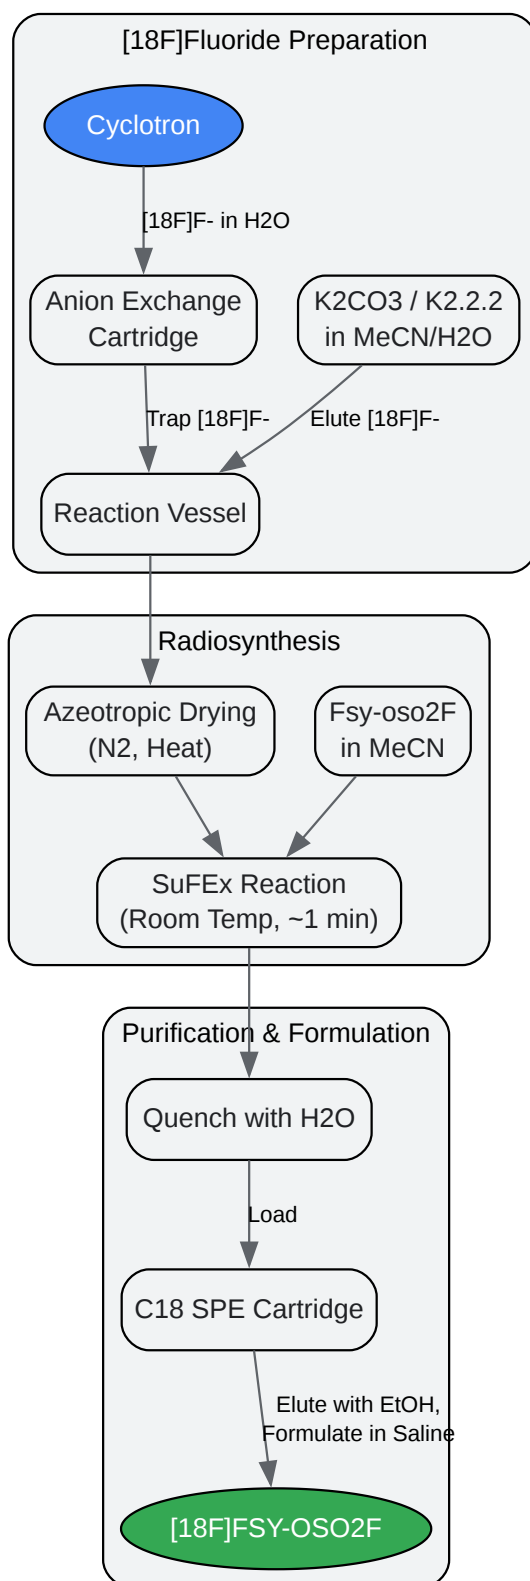 [18F]Fluoride Preparation
Cyclotron
[18F]F- in H2O
Anion Exchange
Cartridge
K2CO3 / K2.2.2
in MeCN/H2O
Trap [18F]F-
Elute [18F]F-
Reaction Vessel
Radiosynthesis
Azeotropic Drying
(N2, Heat)
Fsy-oso2F
in MeCN
SuFEx Reaction
(Room Temp, ~1 min)
Purification & Formulation
Quench with H2O
Load
C18 SPE Cartridge
Elute with EtOH,
Formulate in Saline
[18F]FSY-OSO2F